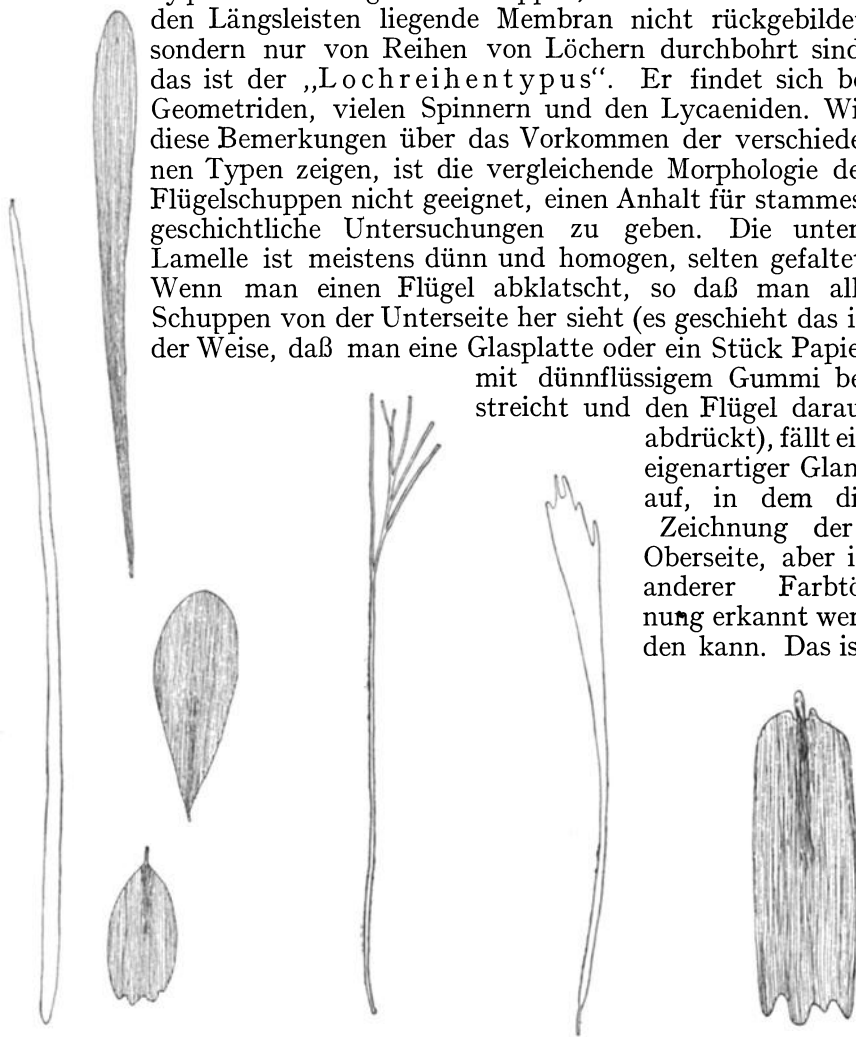 den Längsleisten liegende Membran nicht rückgebildet
sondern nur von Reihen von Löchern durchbohrt sind
das ist der „Lochreihentypus“. Er findet sich be
Geometriden, vielen Spinnern und den Lycaeniden. Wi
diese Bemerkungen über das Vorkommen der verschiede
nen Typen zeigen, ist die vergleichende Morphologie de
Flügelschuppen nicht geeignet, einen Anhalt für stammes
geschichtliche Untersuchungen zu geben. Die unter
Lamelle ist meistens dünn und homogen, selten gefaltet
Wenn man einen Flügel abklatscht, so daß man all
Schuppen von der Unterseite her sieht (es geschieht das i
der Weise, daß man eine Glasplatte oder ein Stück Papie
mit dünnflüssigem Gummi be
streicht und den Flügel darau
abdrückt), fällt ei
eigenartiger Glan
auf, in dem di
Zeichnung der
Oberseite, aber i
anderer Farbtö
nung erkannt wer
den kann. Das is